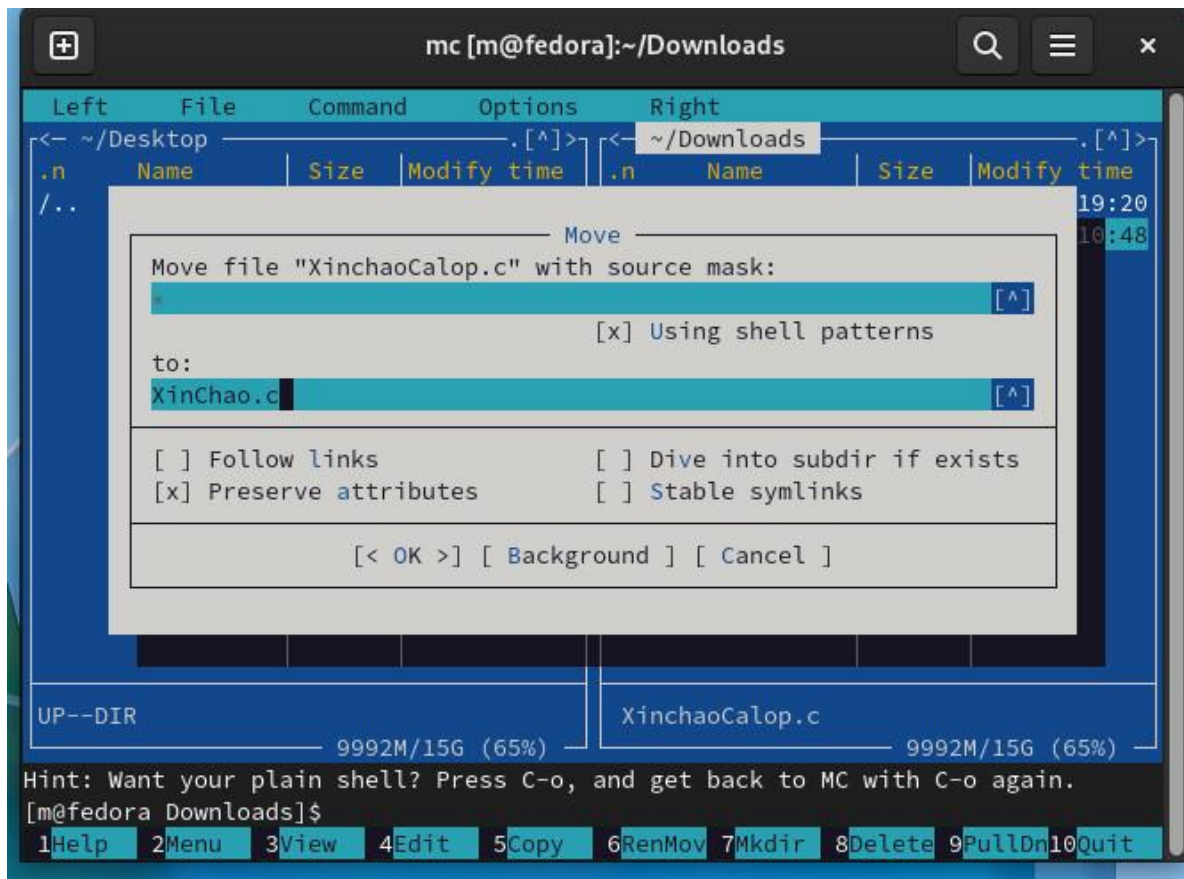 mc [m@fedora]:~/Downloads
Left File Command Options Right
<- ~/Desktop .[^]> <- ~/Downloads .[^]>
.n Name Size Modify time .n Name Size Modify time
/.. 19:20
10:48
Move
Move file "XinchaoCalop.c" with source mask:
* [^]
[x] Using shell patterns
to:
XinChao.c [^]
[ ] Follow links [ ] Dive into subdir if exists
[x] Preserve attributes [ ] Stable symlinks
[< OK >] [ Background ] [ Cancel ]
UP--DIR XinchaoCalop.c
9992M/15G (65%) 9992M/15G (65%)
Hint: Want your plain shell? Press C-o, and get back to MC with C-o again.
[m@fedora Downloads]$
1Help 2Menu 3View 4Edit 5Copy 6RenMov 7Mkdir 8Delete 9PullDn 10Quit